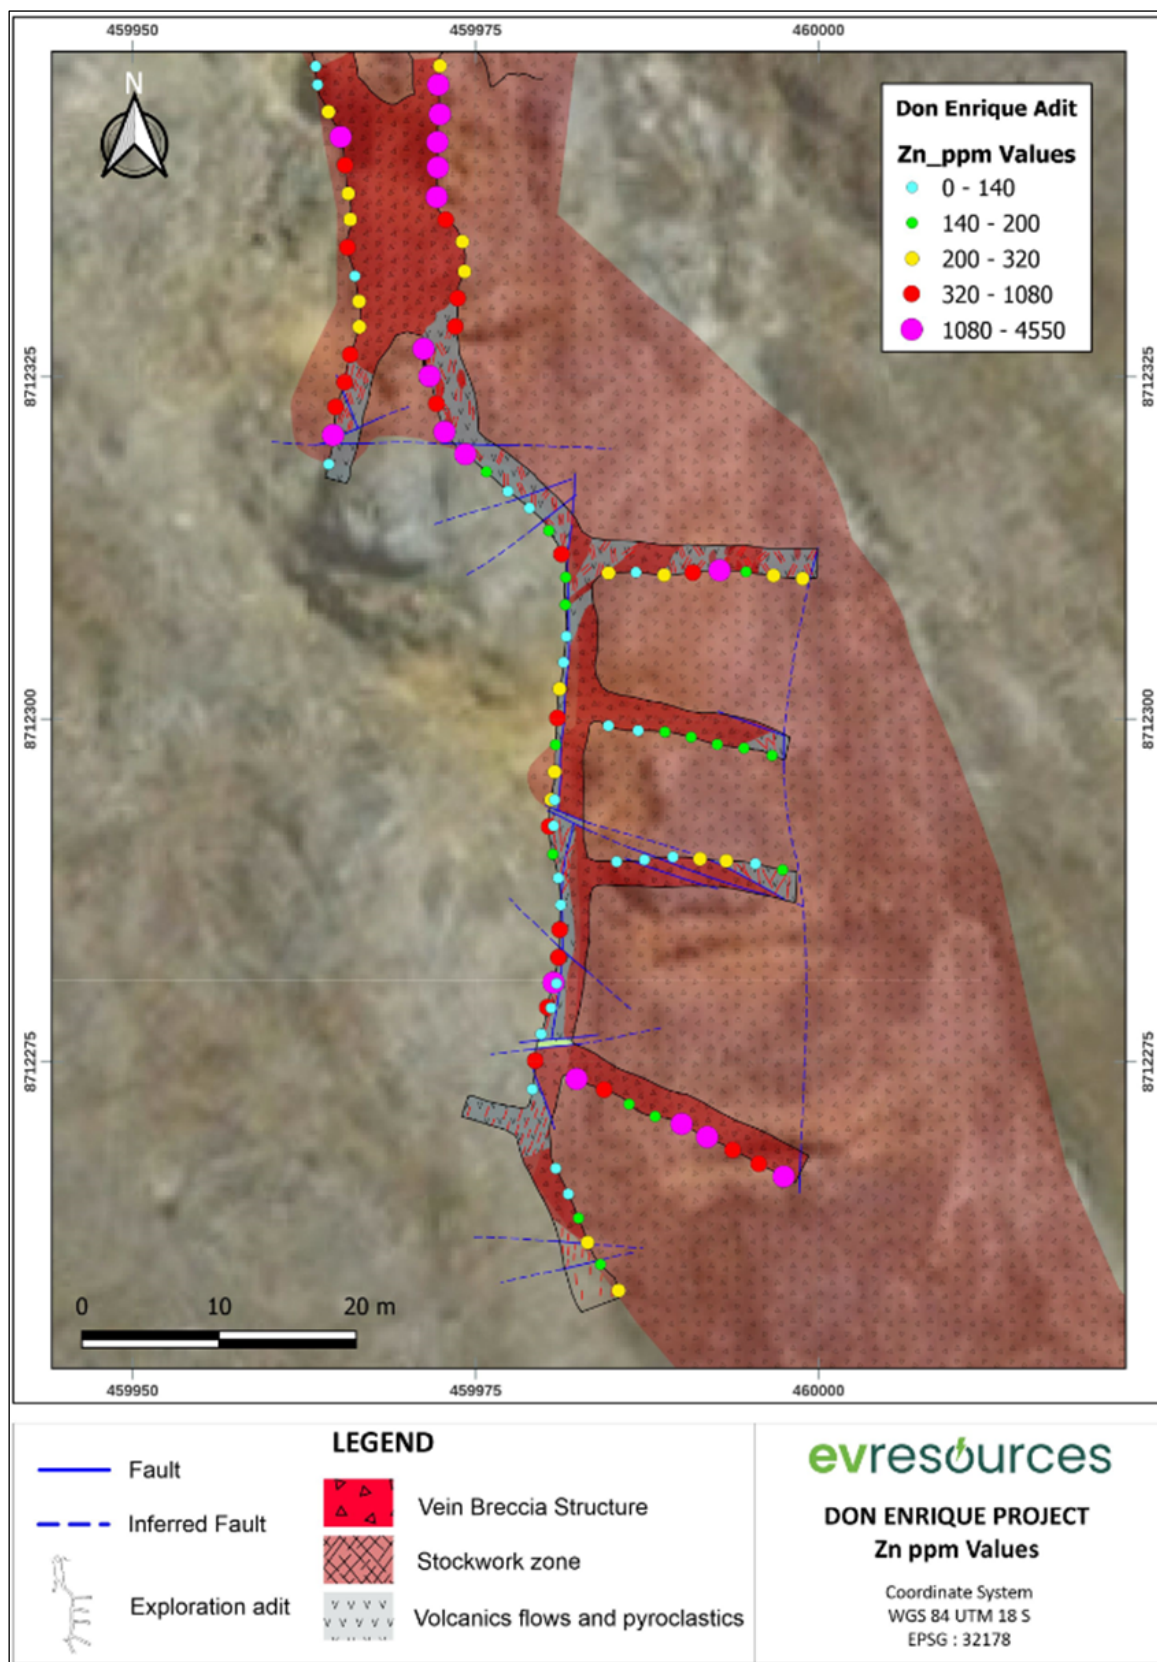 459950
459975
460000
N
Don Enrique Adit
Zn_ppm Values
0 - 140
140 - 200
200 - 320
320 - 1080
1080 - 4550
8712325
8712325
8712300
8712300
8712275
8712275
0 10 20 m
459950
459975
460000
LEGEND
Fault
Inferred Fault
Exploration adit
Vein Breccia Structure
Stockwork zone
Volcanics flows and pyroclastics
evresources
DON ENRIQUE PROJECT
Zn ppm Values
Coordinate System
WGS 84 UTM 18 S
EPSG : 32178